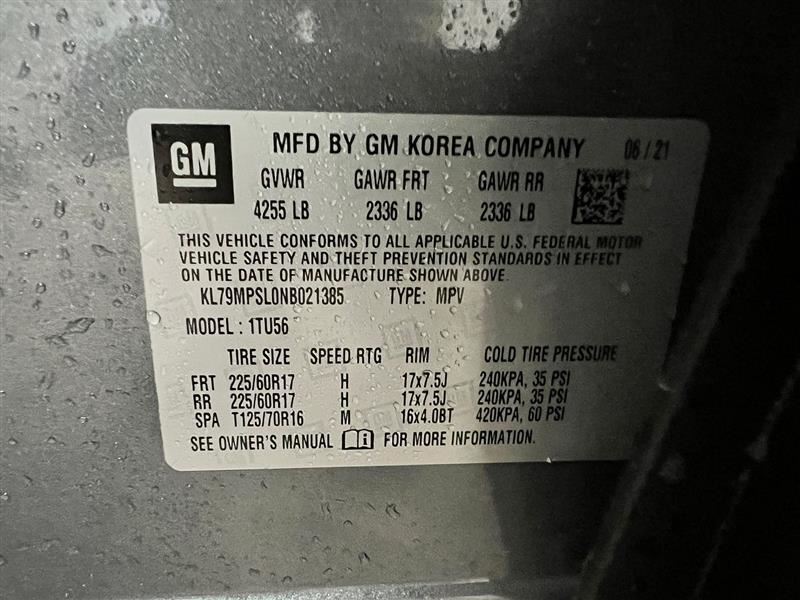 GM MFD BY GM KOREA COMPANY 06/21
GVWR GAWR FRT GAWR RR
4255 LB 2336 LB 2336 LB
THIS VEHICLE CONFORMS TO ALL APPLICABLE U.S. FEDERAL MOTOR
VEHICLE SAFETY AND THEFT PREVENTION STANDARDS IN EFFECT
ON THE DATE OF MANUFACTURE SHOWN ABOVE.
KL79MPSL0NB021385 TYPE: MPV
MODEL : 1TU56
TIRE SIZE SPEED RTG RIM COLD TIRE PRESSURE
FRT 225/60R17 H 17x7.5J 240KPA, 35 PSI
RR 225/60R17 H 17x7.5J 240KPA, 35 PSI
SPA T125/70R16 M 16x4.0BT 420KPA, 60 PSI
SEE OWNER'S MANUAL i FOR MORE INFORMATION.